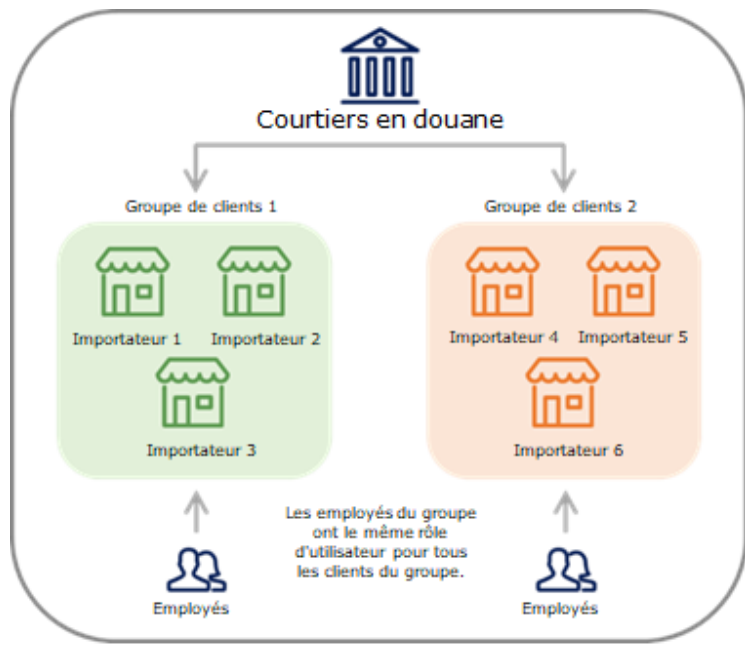 Courtiers en douane
Groupe de clients 1
Groupe de clients 2
Importateur 1
Importateur 2
Importateur 3
Importateur 4
Importateur 5
Importateur 6
Les employés du groupe
ont le même rôle
d'utilisateur pour tous
les clients du groupe.
Employés
Employés